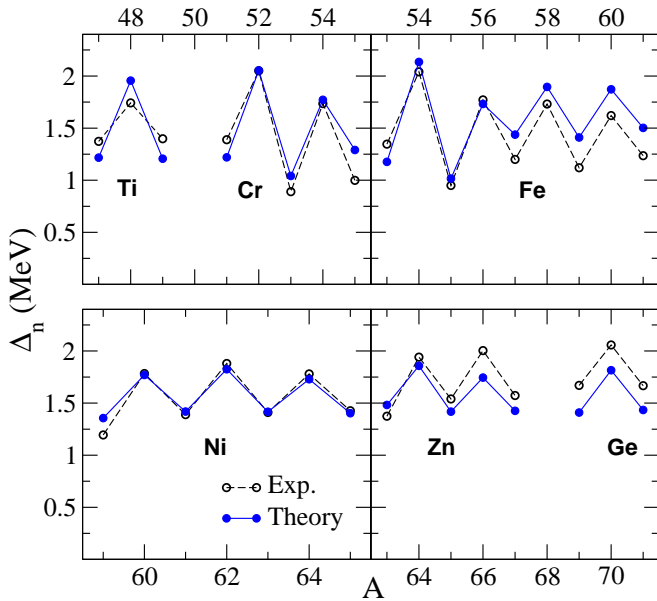 48 50 52 54 54 56 58 60
2 1.5 1 0.5
Ti Cr Fe
Δn (MeV)
2 1.5 1 0.5
Ni Zn Ge
Exp.
Theory
60 62 64 64 66 68 70
A